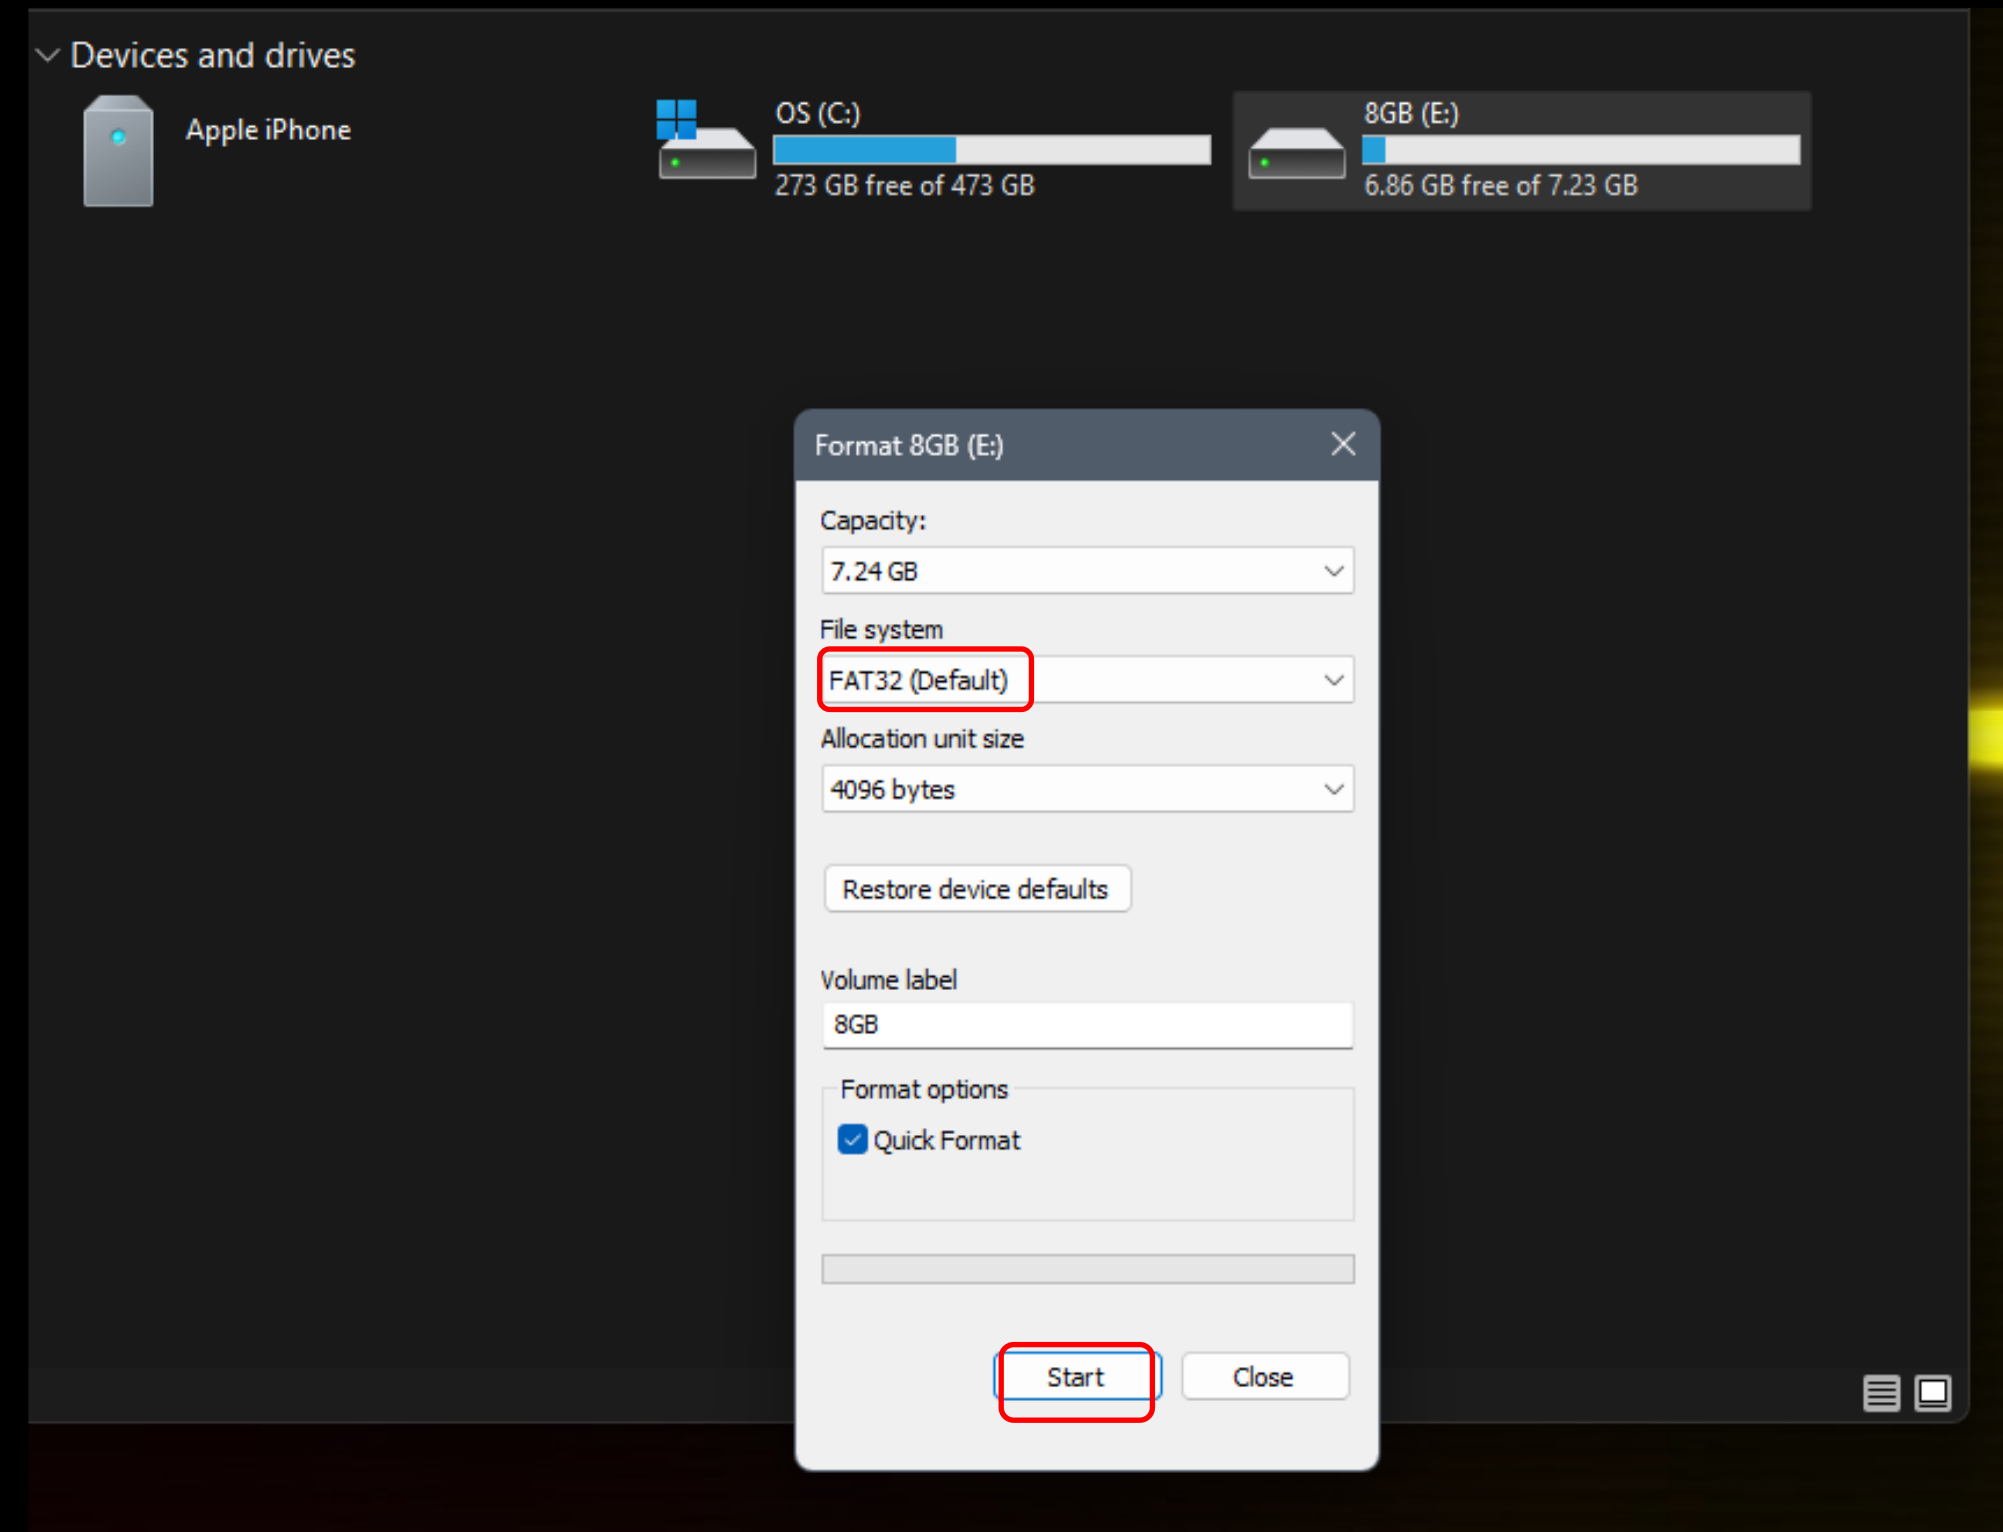 Devices and drives
Apple iPhone
OS (C:)
273 GB free of 473 GB
8GB (E:)
6.86 GB free of 7.23 GB
Format 8GB (E:)
Capacity:
7.24 GB
File system
FAT32 (Default)
Allocation unit size
4096 bytes
Restore device defaults
Volume label
8GB
Format options
Quick Format
Start
Close